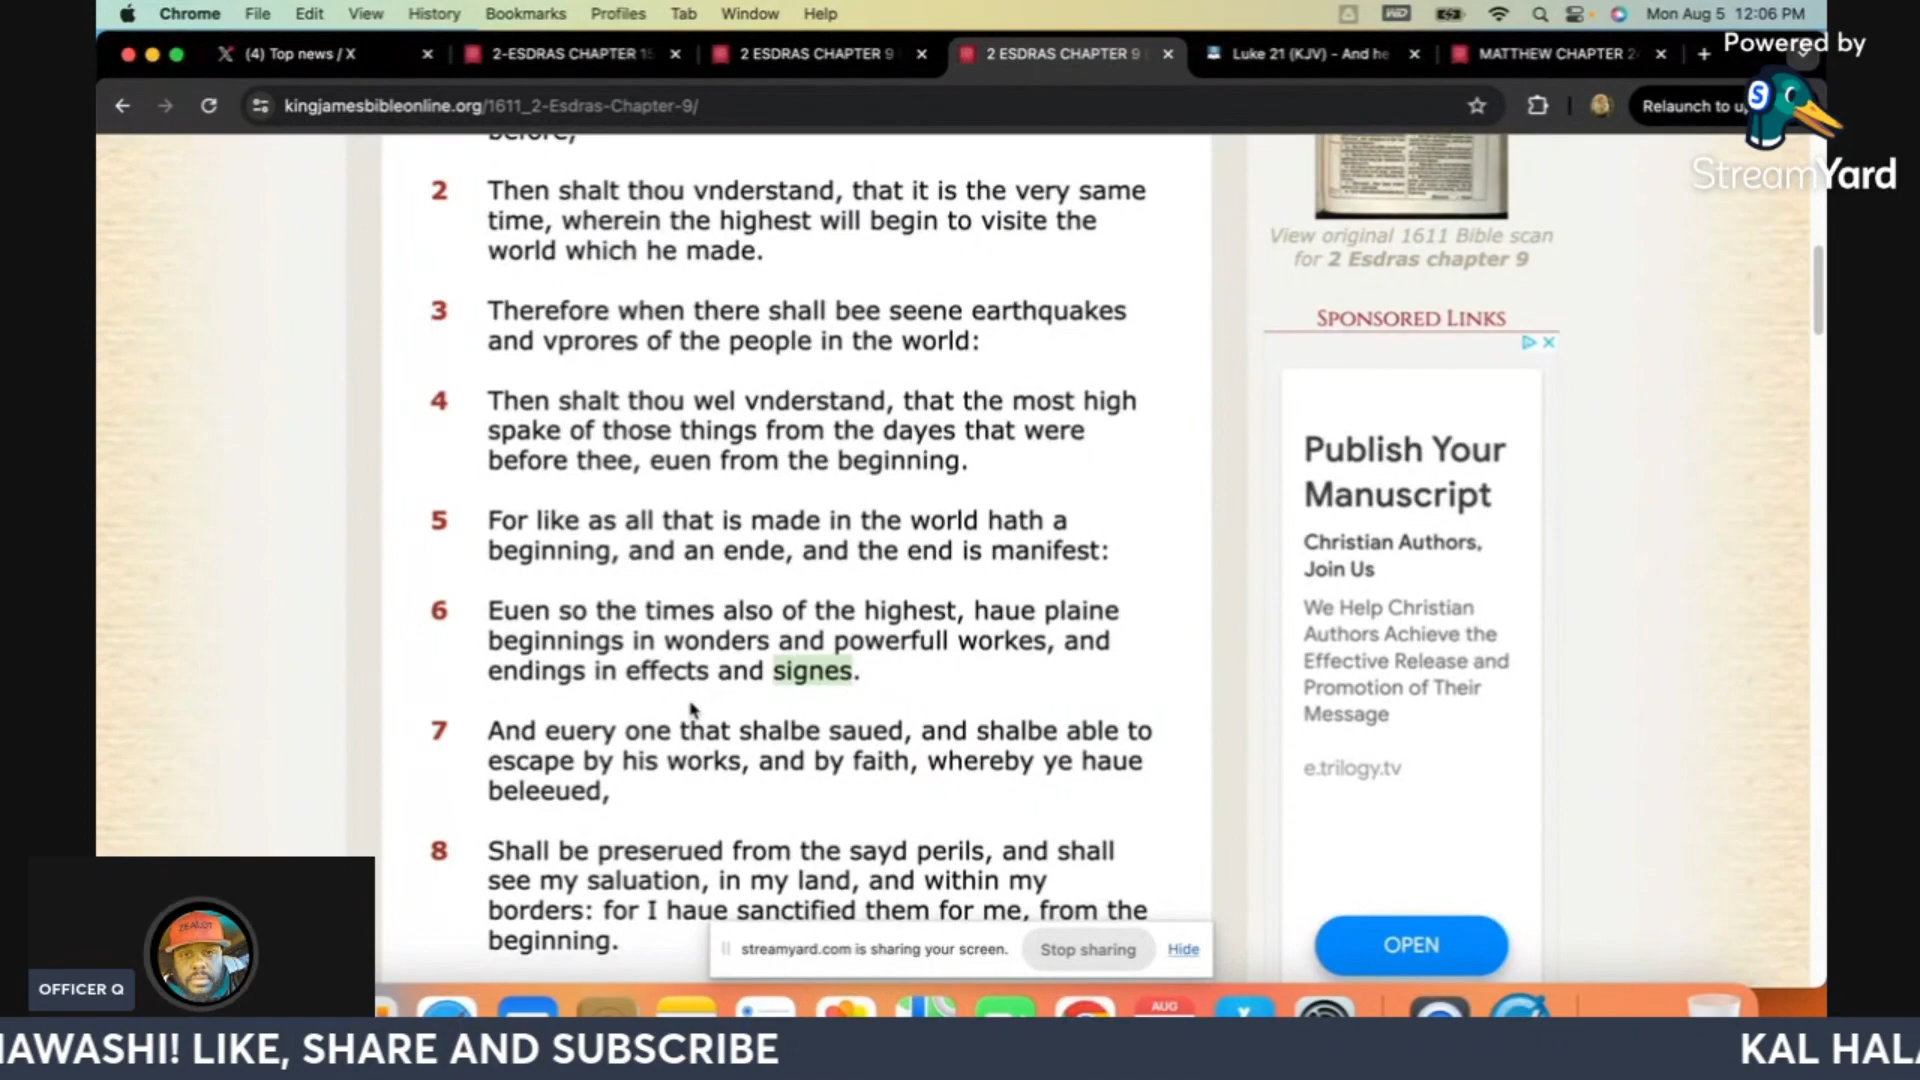 Chrome File Edit View History Bookmarks Profiles Tab Window Help
Mon Aug 5 12:06 PM
(4) Top news / X
2-ESDRAS CHAPTER 15
2 ESDRAS CHAPTER 9
2 ESDRAS CHAPTER 9
Luke 21 (KJV) - And he
MATTHEW CHAPTER 2
Powered by
StreamYard
kingjamesbibleonline.org/1611_2-Esdras-Chapter-9/
Relaunch to u
before,
2 Then shalt thou vnderstand, that it is the very same
time, wherein the highest will begin to visite the
world which he made.
3 Therefore when there shall bee seene earthquakes
and vprores of the people in the world:
4 Then shalt thou wel vnderstand, that the most high
spake of those things from the dayes that were
before thee, euen from the beginning.
5 For like as all that is made in the world hath a
beginning, and an ende, and the end is manifest:
6 Euen so the times also of the highest, haue plaine
beginnings in wonders and powerfull workes, and
endings in effects and signes.
7 And euery one that shalbe saued, and shalbe able to
escape by his works, and by faith, whereby ye haue
beleeued,
8 Shall be preserued from the sayd perils, and shall
see my saluation, in my land, and within my
borders: for I haue sanctified them for me, from the
beginning.
View original 1611 Bible scan
for 2 Esdras chapter 9
SPONSORED LINKS
Publish Your
Manuscript
Christian Authors,
Join Us
We Help Christian
Authors Achieve the
Effective Release and
Promotion of Their
Message
e.trilogy.tv
OPEN
streamyard.com is sharing your screen. Stop sharing Hide
ZEALOT
OFFICER Q
AUG
HAWASHI! LIKE, SHARE AND SUBSCRIBE
KAL HALA